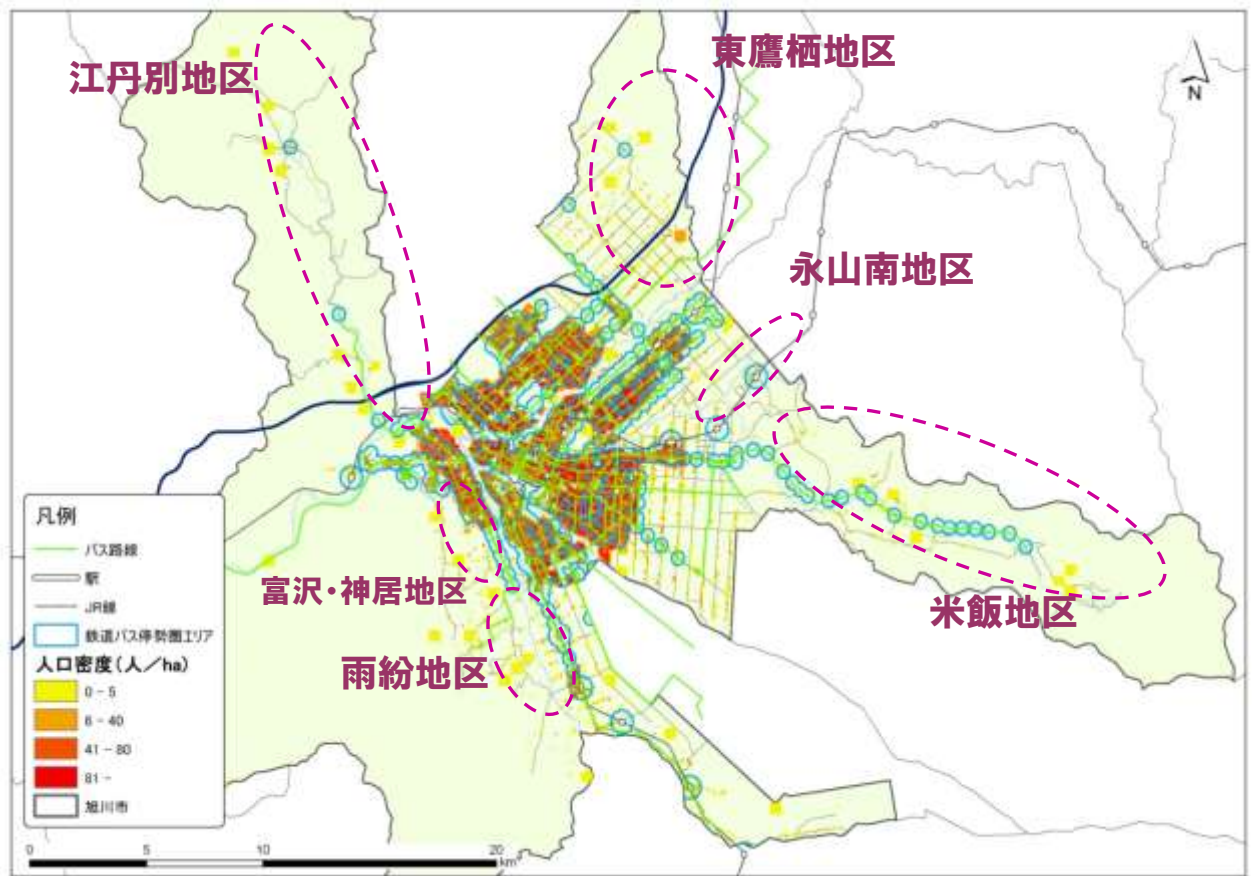 江丹別地区
東鷹栖地区
N
永山南地区
富沢・神居地区
米飯地区
雨紛地区
凡例
バス路線
駅
JR線
鉄道バス停勢圏エリア
人口密度(人/ha)
0 - 5
6 - 40
41 - 80
81 -
旭川市
0 5 10 20
km